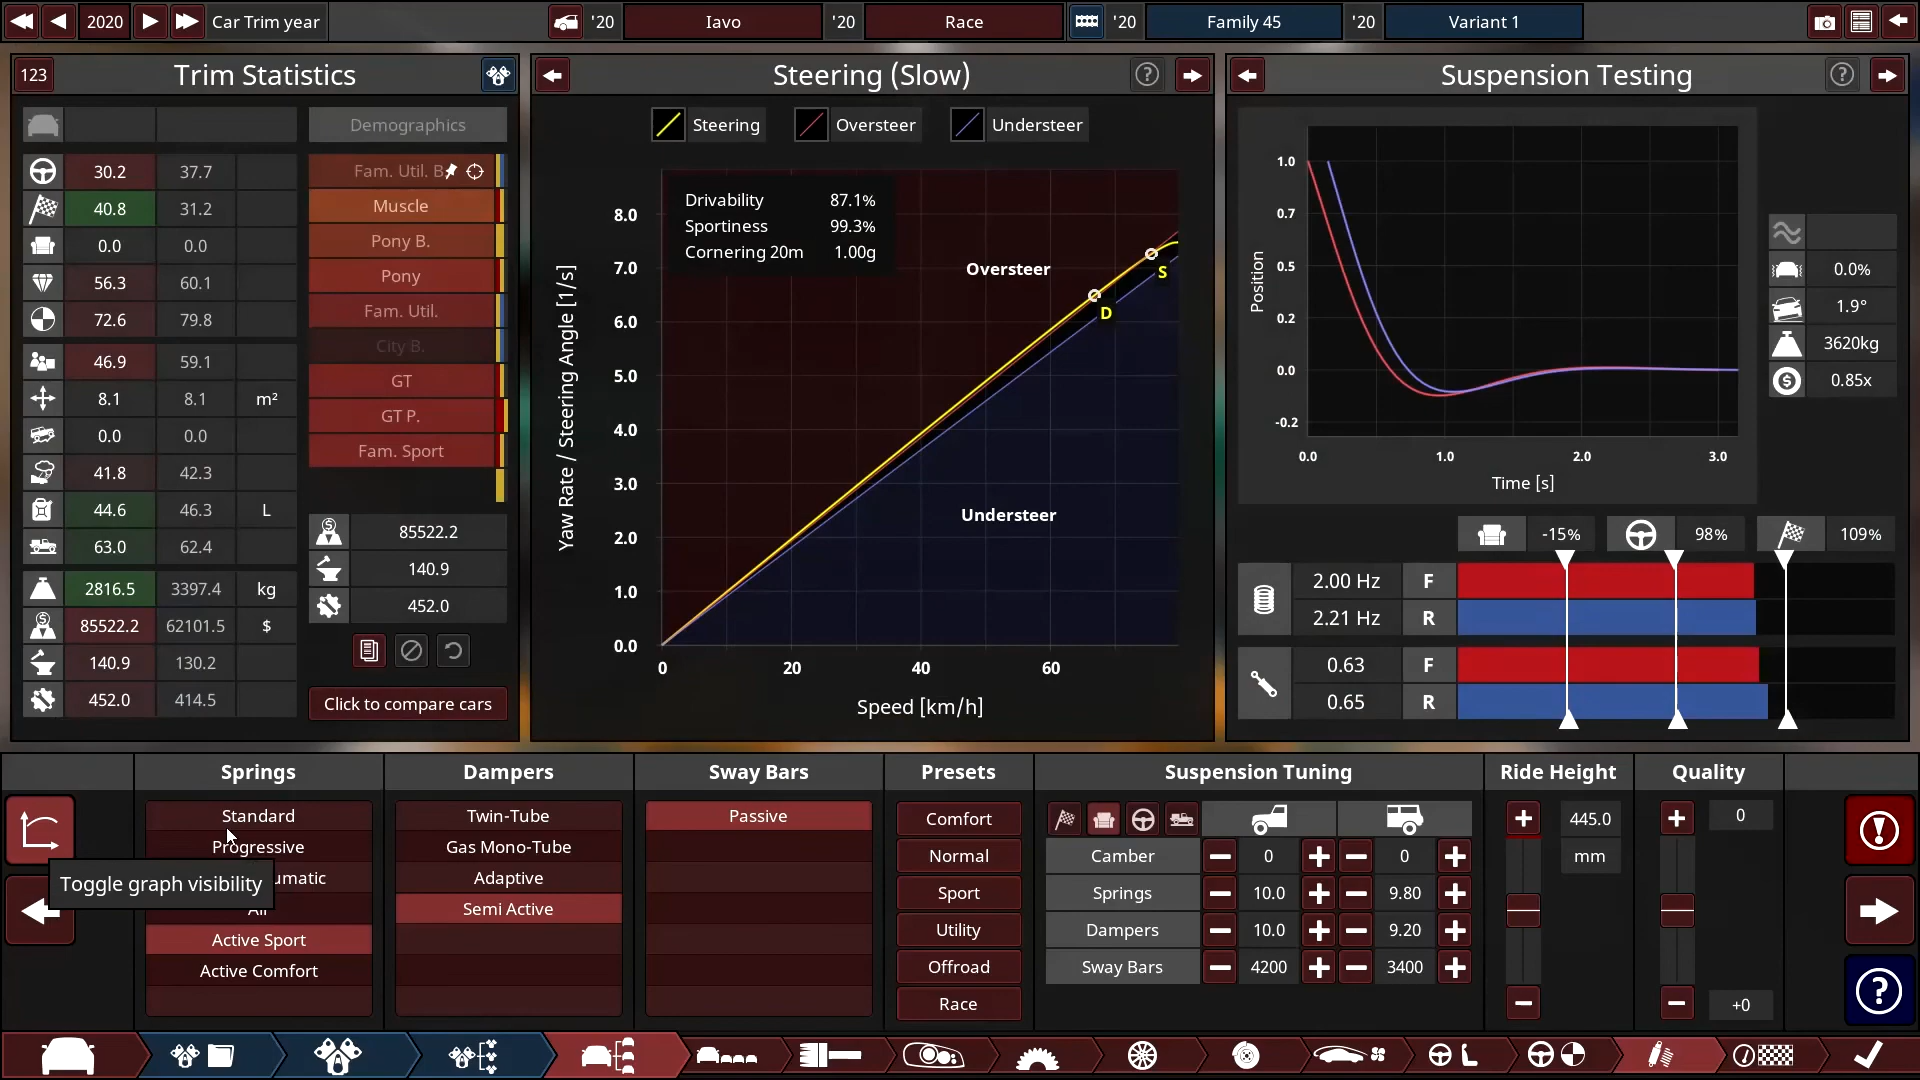 2020
Car Trim year
'20
Iavo
'20
Race
'20
Family 45
'20
Variant 1
123
Trim Statistics
Demographics
30.2 37.7
40.8 31.2
0.0 0.0
56.3 60.1
72.6 79.8
46.9 59.1
8.1 8.1 m²
0.0 0.0
41.8 42.3
44.6 46.3 L
63.0 62.4
2816.5 3397.4 kg
85522.2 62101.5 $
140.9 130.2
452.0 414.5
Fam. Util. B
Muscle
Pony B.
Pony
Fam. Util.
City B.
GT
GT P.
Fam. Sport
85522.2
140.9
452.0
Click to compare cars
Steering (Slow)
?
Steering
Oversteer
Understeer
Drivability 87.1%
Sportiness 99.3%
Cornering 20m 1.00g
Oversteer
S
D
Understeer
Yaw Rate / Steering Angle [1/s]
8.0
7.0
6.0
5.0
4.0
3.0
2.0
1.0
0.0
0 20 40 60
Speed [km/h]
Suspension Testing
?
Position
1.0
0.7
0.5
0.2
0.0
-0.2
0.0 1.0 2.0 3.0
Time [s]
0.0%
1.9°
3620kg
0.85x
-15%
98%
109%
2.00 Hz F
2.21 Hz R
0.63 F
0.65 R
Springs
Standard
Progressive
umatic
Active Sport
Active Comfort
Toggle graph visibility
Dampers
Twin-Tube
Gas Mono-Tube
Adaptive
Semi Active
Sway Bars
Passive
Presets
Comfort
Normal
Sport
Utility
Offroad
Race
Suspension Tuning
Camber 0 0
Springs 10.0 9.80
Dampers 10.0 9.20
Sway Bars 4200 3400
Ride Height
445.0
mm
Quality
0
+0
?